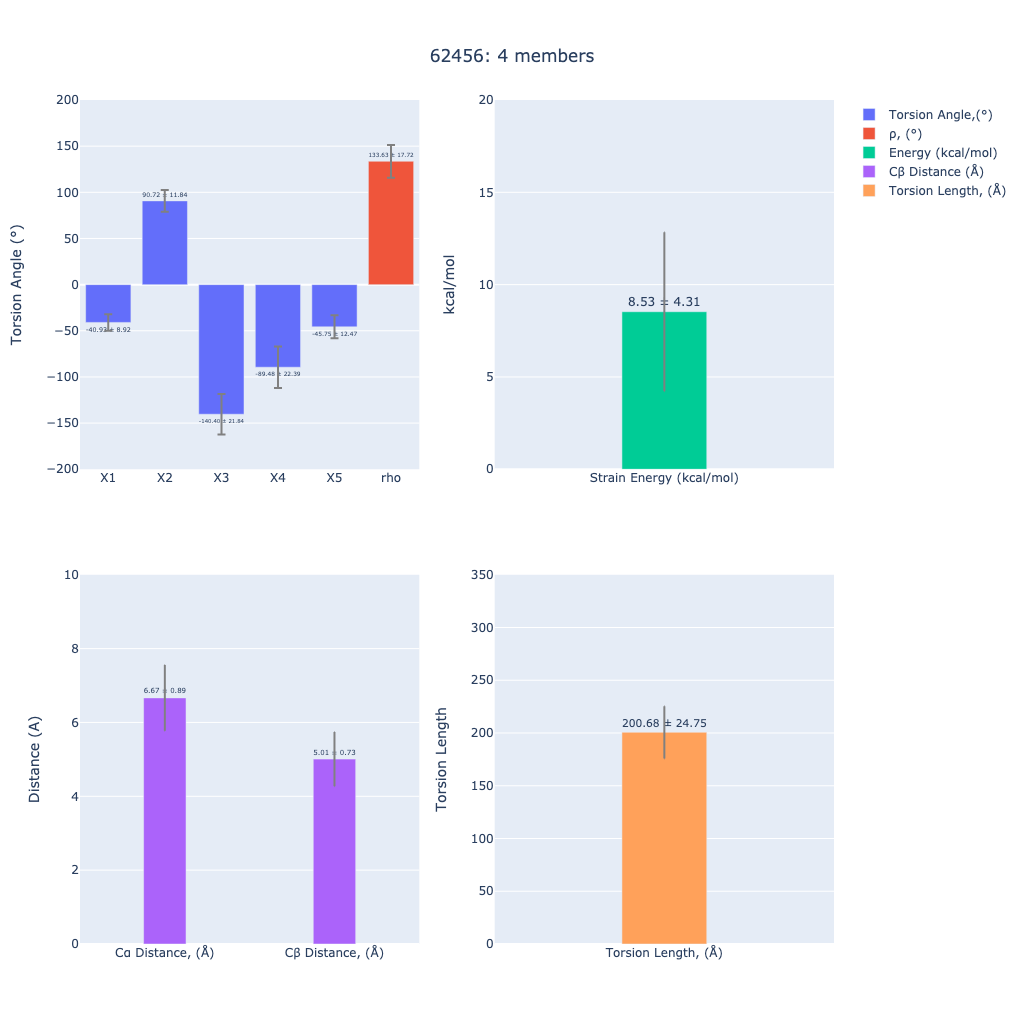 62456: 4 members
200
150
100
50
0
−50
−100
−150
−200
Torsion Angle (°)
-40.93 ± 8.92
90.72 ± 11.84
-140.40 ± 21.84
-89.48 ± 22.39
-45.75 ± 12.47
133.63 ± 17.72
X1 X2 X3 X4 X5 rho
20
15
10
5
0
kcal/mol
8.53 ± 4.31
Strain Energy (kcal/mol)
Torsion Angle,(°)
ρ, (°)
Energy (kcal/mol)
Cβ Distance (Å)
Torsion Length, (Å)
10
8
6
4
2
0
Distance (A)
6.67 ± 0.89
5.01 ± 0.73
Cα Distance, (Å) Cβ Distance, (Å)
350
300
250
200
150
100
50
0
Torsion Length
200.68 ± 24.75
Torsion Length, (Å)